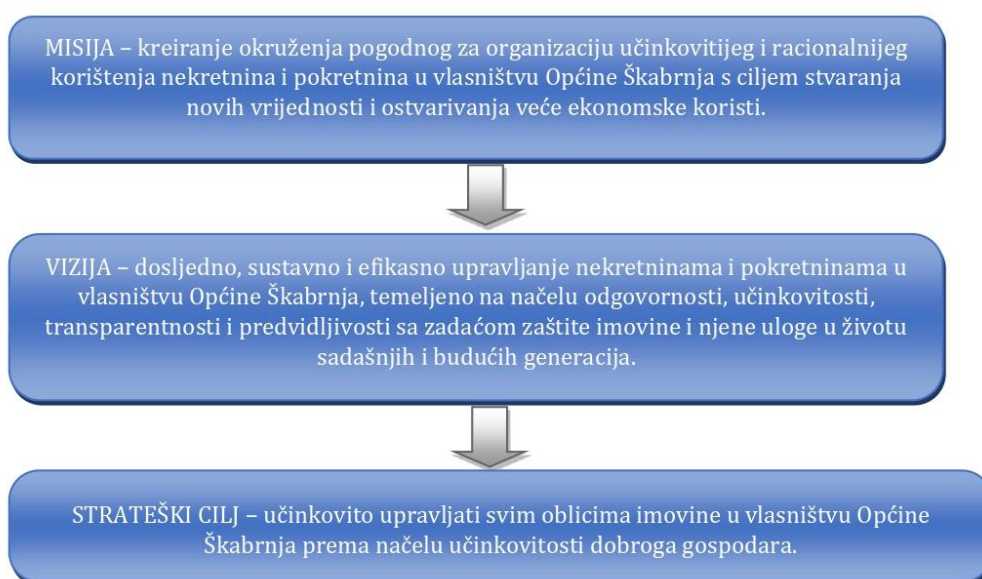 MISIJA – kreiranje okruženja pogodnog za organizaciju učinkovitijeg i racionalnijeg
korištenja nekretnina i pokretnina u vlasništvu Općine Škabrnja s ciljem stvaranja
novih vrijednosti i ostvarivanja veće ekonomske koristi.
VIZIJA – dosljedno, sustavno i efikasno upravljanje nekretninama i pokretninama u
vlasništvu Općine Škabrnja, temeljeno na načelu odgovornosti, učinkovitosti,
transparentnosti i predvidljivosti sa zadaćom zaštite imovine i njene uloge u životu
sadašnjih i budućih generacija.
STRATEŠKI CILJ – učinkovito upravljati svim oblicima imovine u vlasništvu Općine
Škabrnja prema načelu učinkovitosti dobroga gospodara.